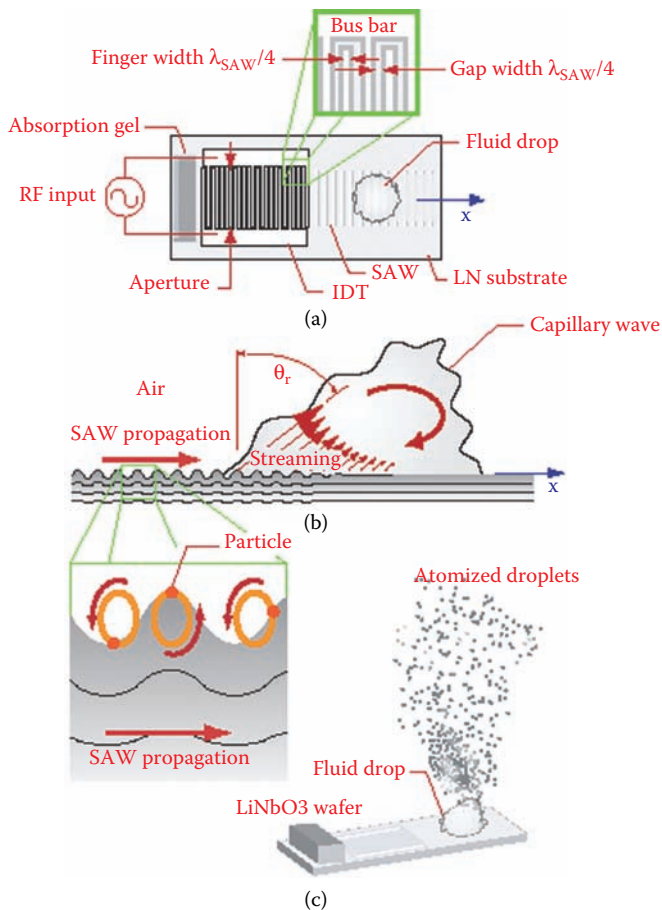 Bus bar
Finger width λSAW/4
Gap width λSAW/4
Absorption gel
Fluid drop
RF input
x
SAW
LN substrate
Aperture
IDT
(a)
Capillary wave
θr
Air
SAW propagation
Streaming
x
(b)
Particle
Atomized droplets
SAW propagation
Fluid drop
LiNbO3 wafer
(c)